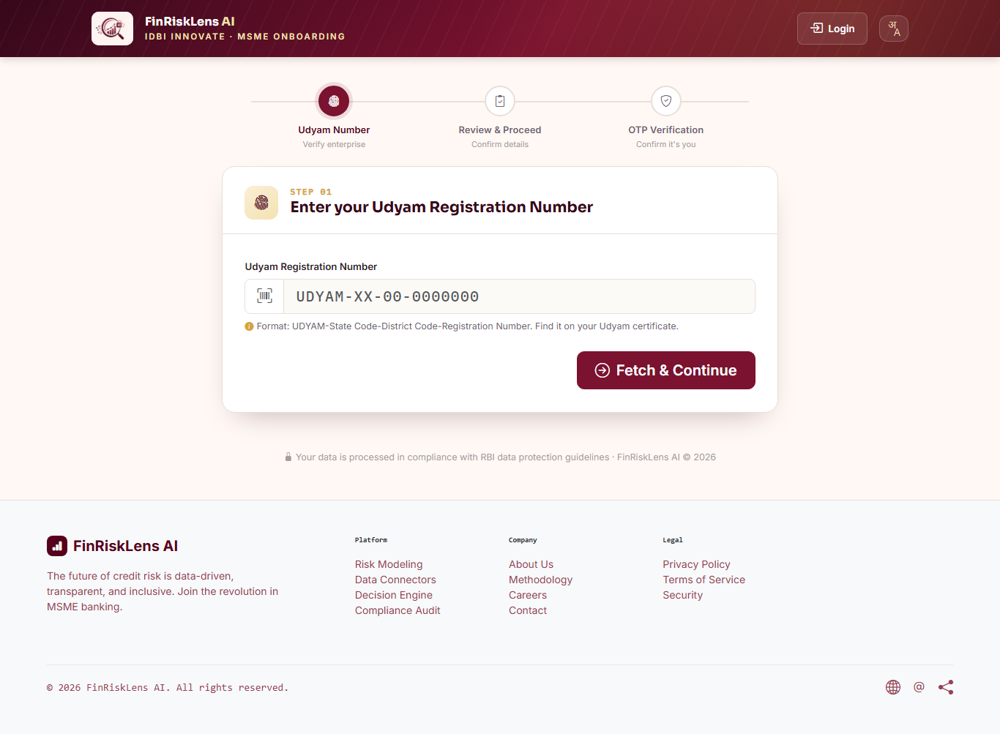 FinRiskLens AI
IDBI INNOVATE · MSME ONBOARDING
Login
अ
A
Udyam Number
Verify enterprise
Review & Proceed
Confirm details
OTP Verification
Confirm it's you
STEP 01
Enter your Udyam Registration Number
Udyam Registration Number
UDYAM-XX-00-0000000
Format: UDYAM-State Code-District Code-Registration Number. Find it on your Udyam certificate.
Fetch & Continue
Your data is processed in compliance with RBI data protection guidelines · FinRiskLens AI © 2026
FinRiskLens AI
The future of credit risk is data-driven,
transparent, and inclusive. Join the revolution in
MSME banking.
Platform
Risk Modeling
Data Connectors
Decision Engine
Compliance Audit
Company
About Us
Methodology
Careers
Contact
Legal
Privacy Policy
Terms of Service
Security
© 2026 FinRiskLens AI. All rights reserved.
@